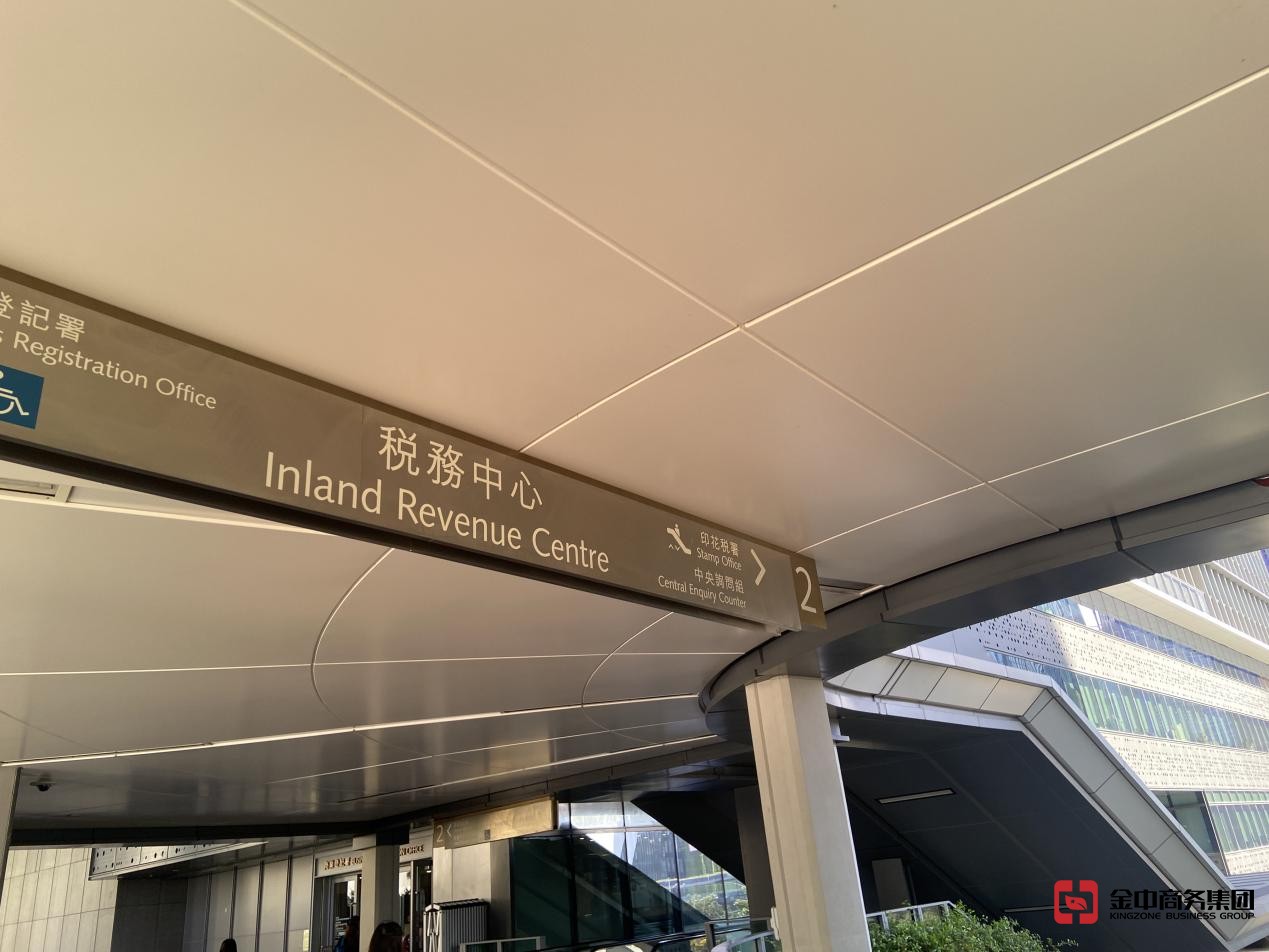 登記署
Registration Office
税務中心
Inland Revenue Centre
印花税署
Stamp Office
中央詢問組
Central Enquiry Counter
2
2
金中商务集团
KINGZONE BUSINESS GROUP